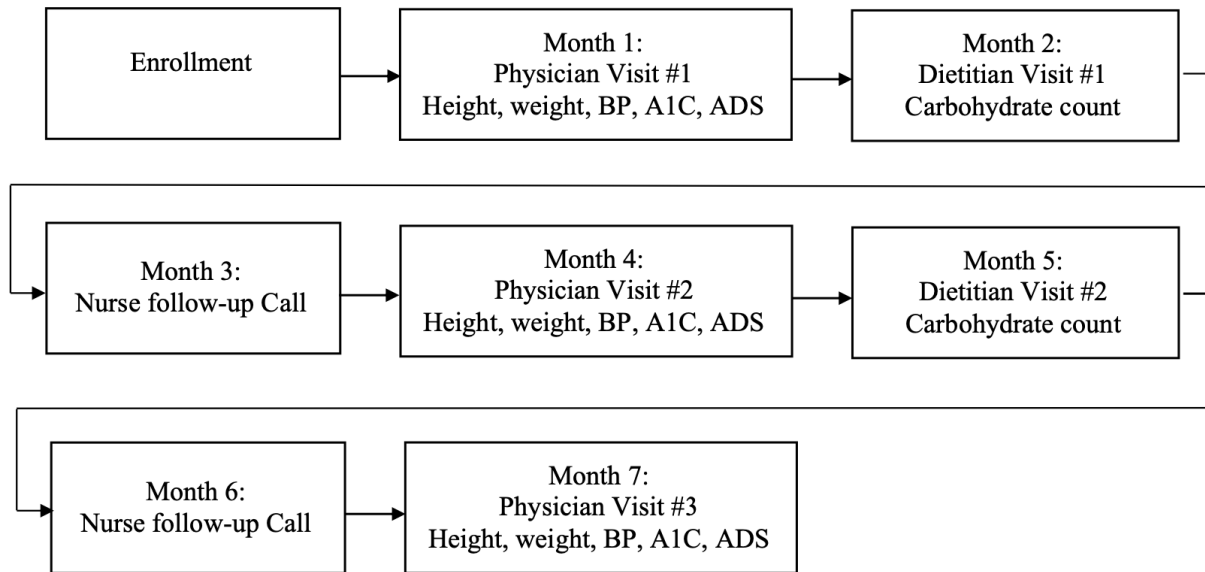 Enrollment
Month 1:
Physician Visit #1
Height, weight, BP, A1C, ADS
Month 2:
Dietitian Visit #1
Carbohydrate count
Month 3:
Nurse follow-up Call
Month 4:
Physician Visit #2
Height, weight, BP, A1C, ADS
Month 5:
Dietitian Visit #2
Carbohydrate count
Month 6:
Nurse follow-up Call
Month 7:
Physician Visit #3
Height, weight, BP, A1C, ADS